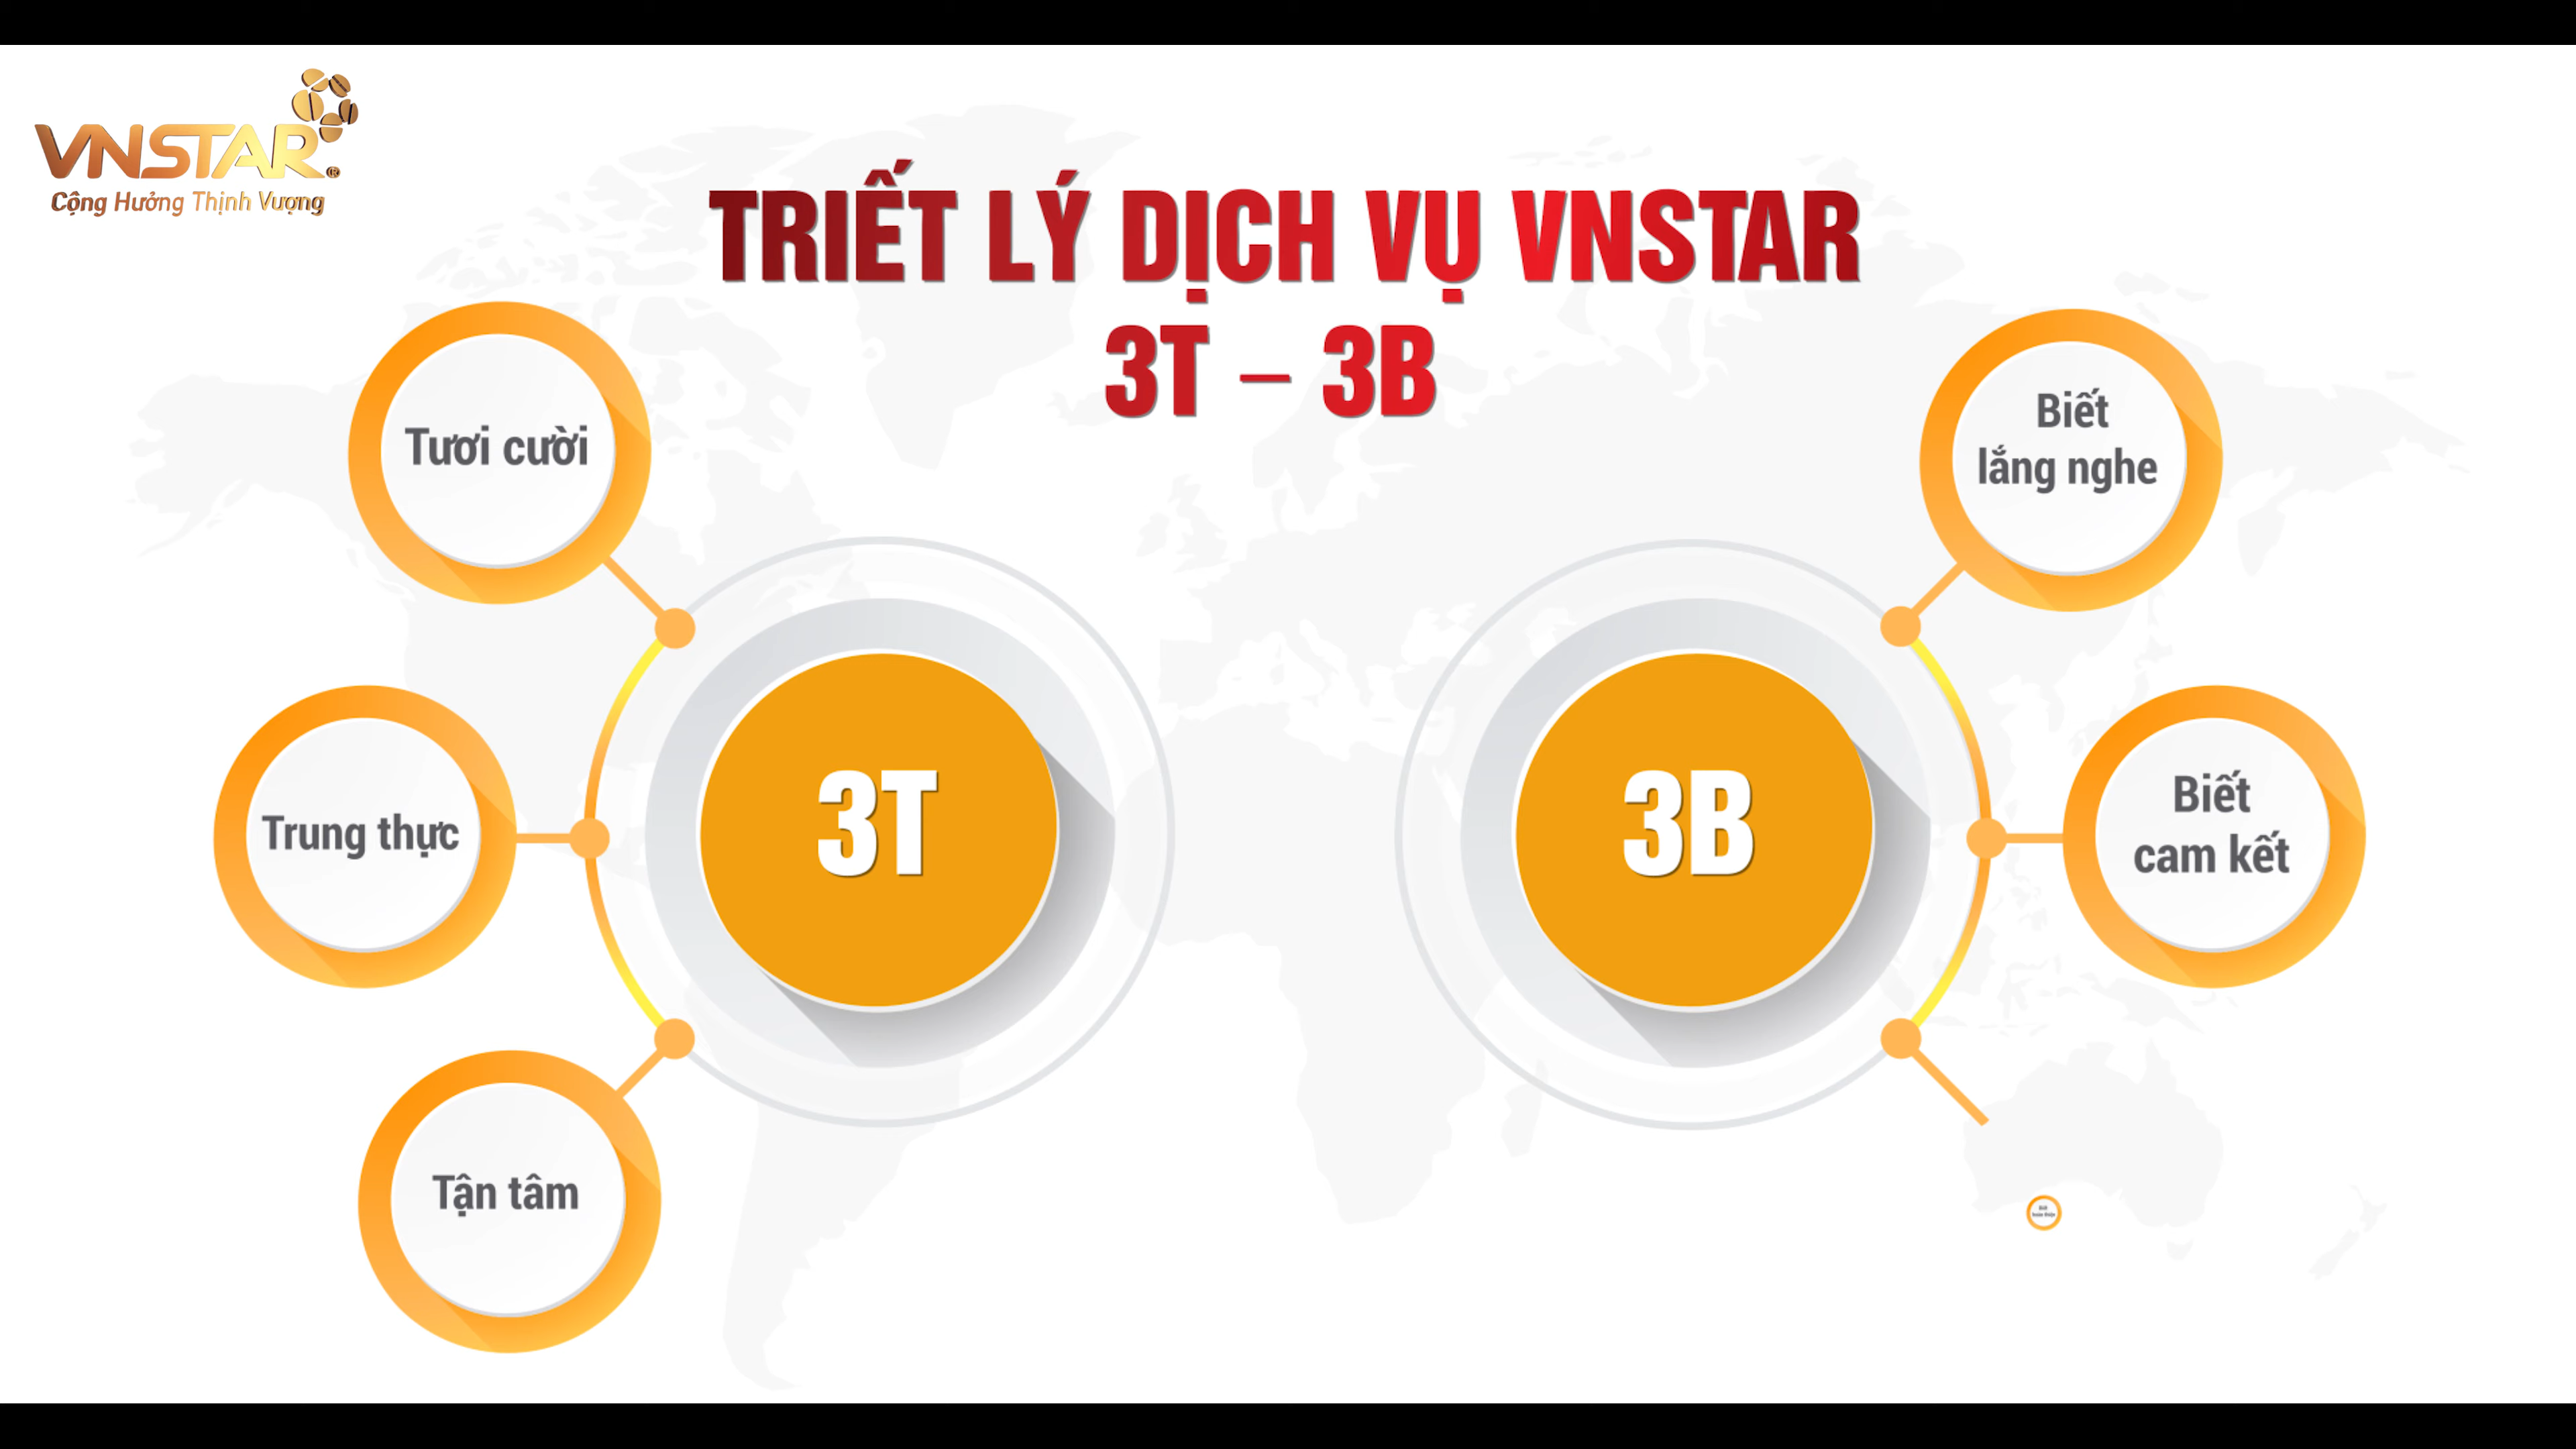 VNSTAR®
Cộng Hưởng Thịnh Vượng
TRIẾT LÝ DỊCH VỤ VNSTAR
3T – 3B
Tươi cười
Trung thực
Tận tâm
3T
3B
Biết
lắng nghe
Biết
cam kết